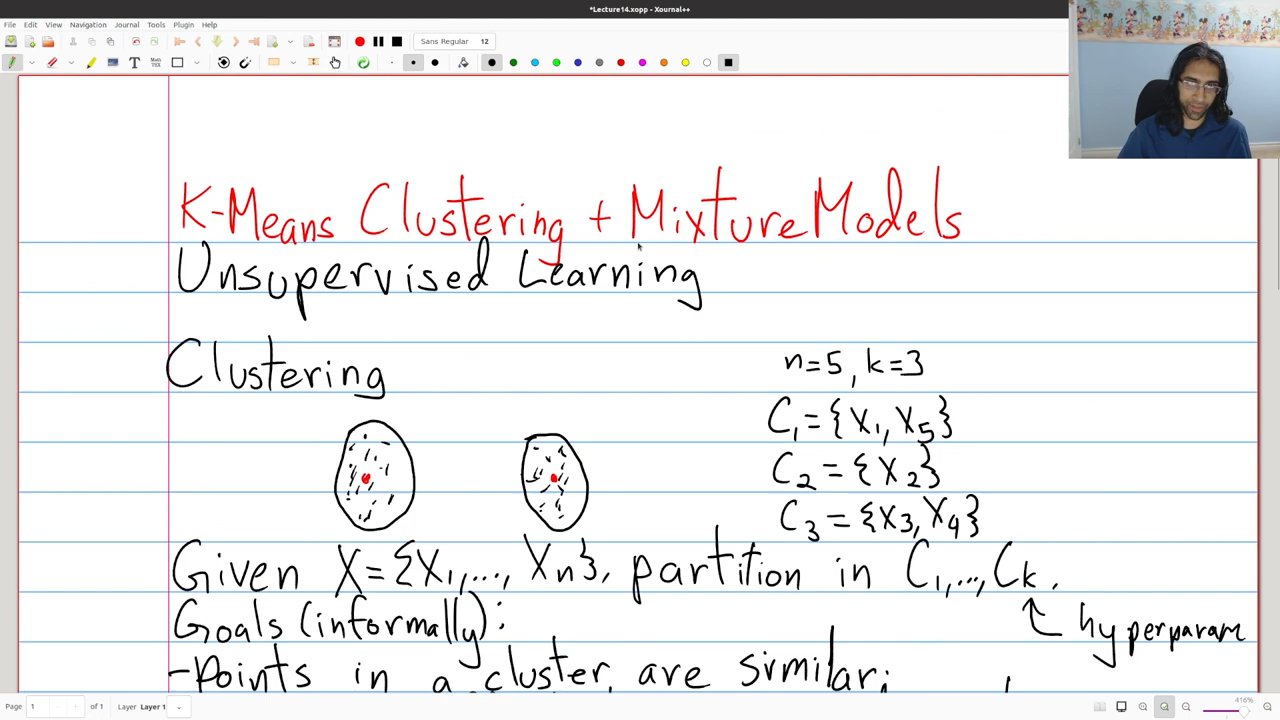 *Lecture14.xopp - Xournal++
File Edit View Navigation Journal Tools Plugin Help
Sans Regular 12
K-Means Clustering + Mixture Models
Unsupervised Learning
Clustering
n=5, k=3
C₁={X₁, X₅}
C₂={X₂}
C₃={X₃, X₄}
Given X={X₁,..., Xₙ}, partition in C₁,...,Cₖ.
Goals (informally):
hyperparam
-Points in a cluster are similar;
Page 1 of 1 Layer Layer 1
416%